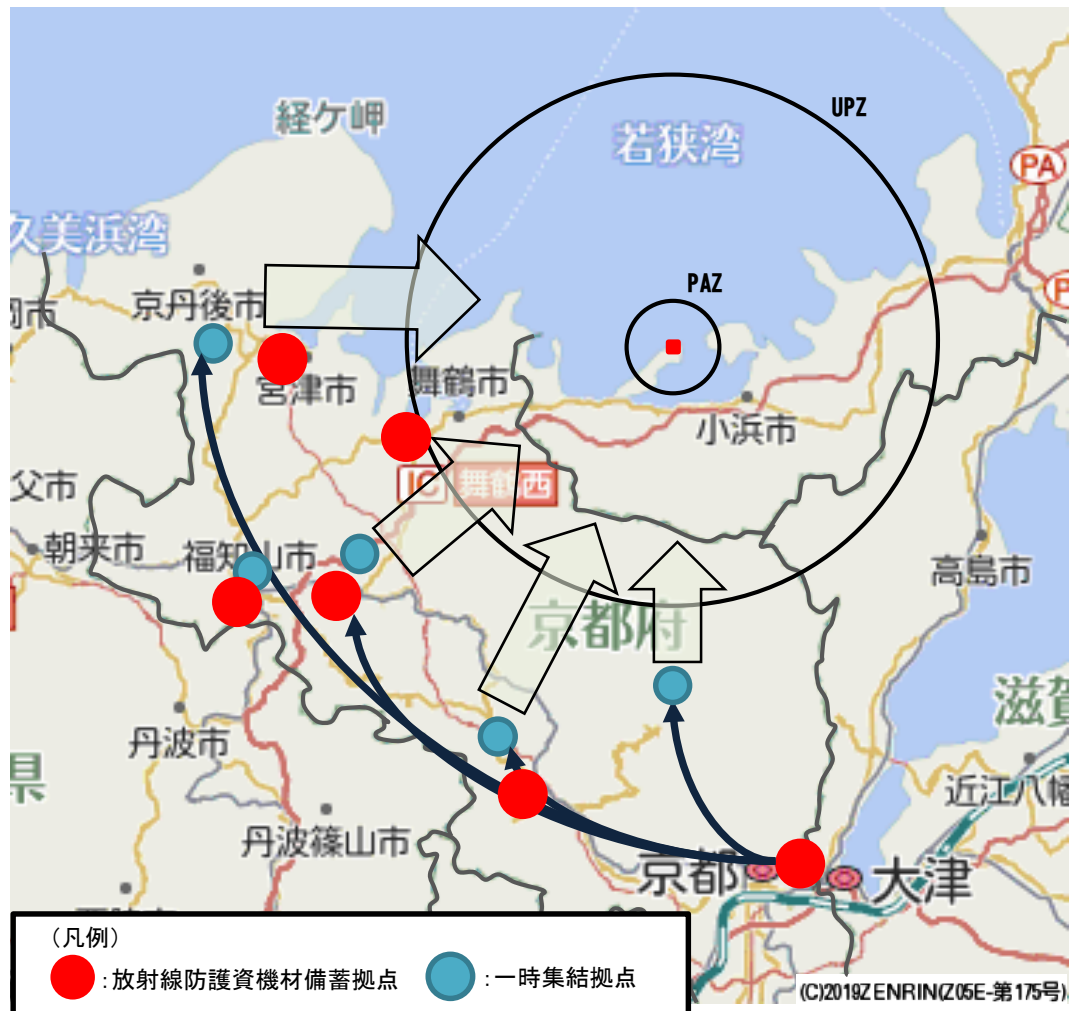 UPZ
経ケ岬
若狭湾
PA
久美浜湾
PAZ
京丹後市
岡市
宮津市
舞鶴市
小浜市
父市
IC 舞鶴西
朝来市
福知山市
高島市
京都府
滋賀
丹波市
県
近江八幡
丹波篠山市
京都
大津
(凡例)
:放射線防護資機材備蓄拠点
:一時集結拠点
(C)2019ZENRIN(Z05E-第175号)